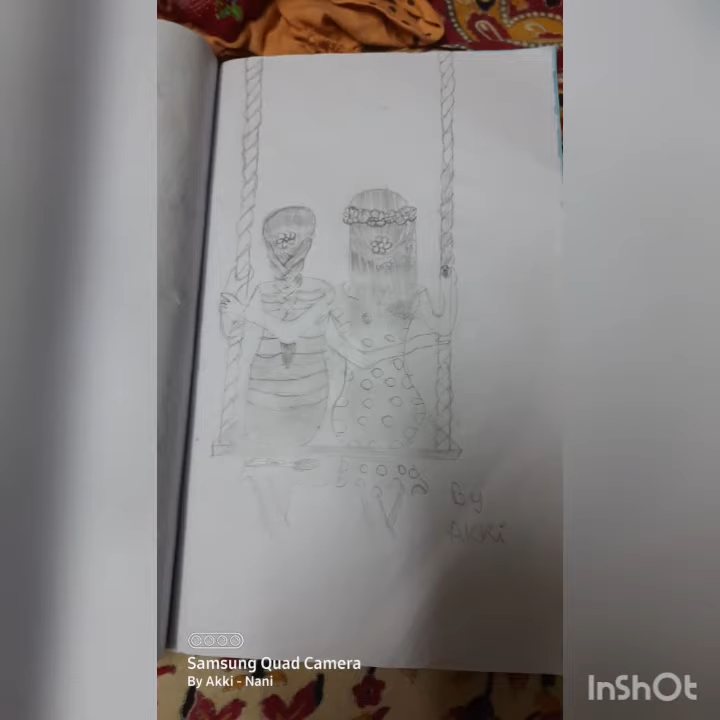 By
AKKi
Samsung Quad Camera
By Akki - Nani
InShOt